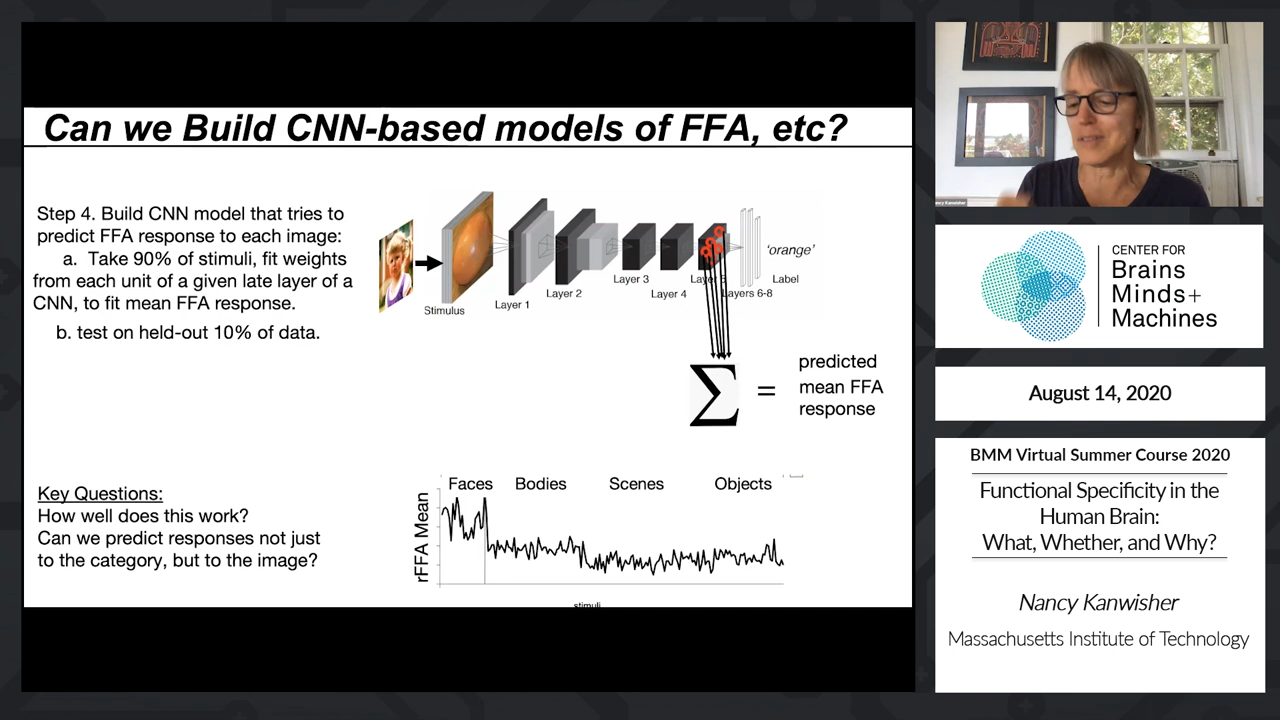 Can we Build CNN-based models of FFA, etc?
Step 4. Build CNN model that tries to
predict FFA response to each image:
a. Take 90% of stimuli, fit weights
from each unit of a given late layer of a
CNN, to fit mean FFA response.
b. test on held-out 10% of data.
Stimulus
Layer 1
Layer 2
Layer 3
Layer 4
Layers 6-8
'orange'
Label
Σ
=
predicted
mean FFA
response
Key Questions:
How well does this work?
Can we predict responses not just
to the category, but to the image?
rFFA Mean
Faces
Bodies
Scenes
Objects
stimuli
Nancy Kanwisher
CENTER FOR
Brains
Minds+
Machines
August 14, 2020
BMM Virtual Summer Course 2020
Functional Specificity in the
Human Brain:
What, Whether, and Why?
Nancy Kanwisher
Massachusetts Institute of Technology